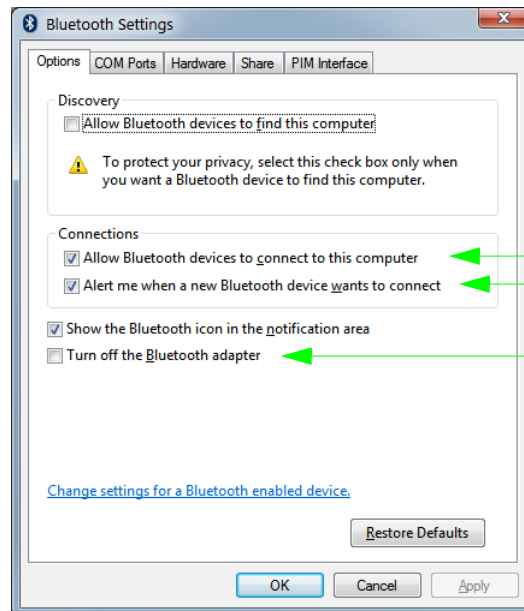 Bluetooth Settings
Options COM Ports Hardware Share PIM Interface
Discovery
Allow Bluetooth devices to find this computer
To protect your privacy, select this check box only when
you want a Bluetooth device to find this computer.
Connections
Allow Bluetooth devices to connect to this computer
Alert me when a new Bluetooth device wants to connect
Show the Bluetooth icon in the notification area
Turn off the Bluetooth adapter
Change settings for a Bluetooth enabled device.
Restore Defaults
OK Cancel Apply